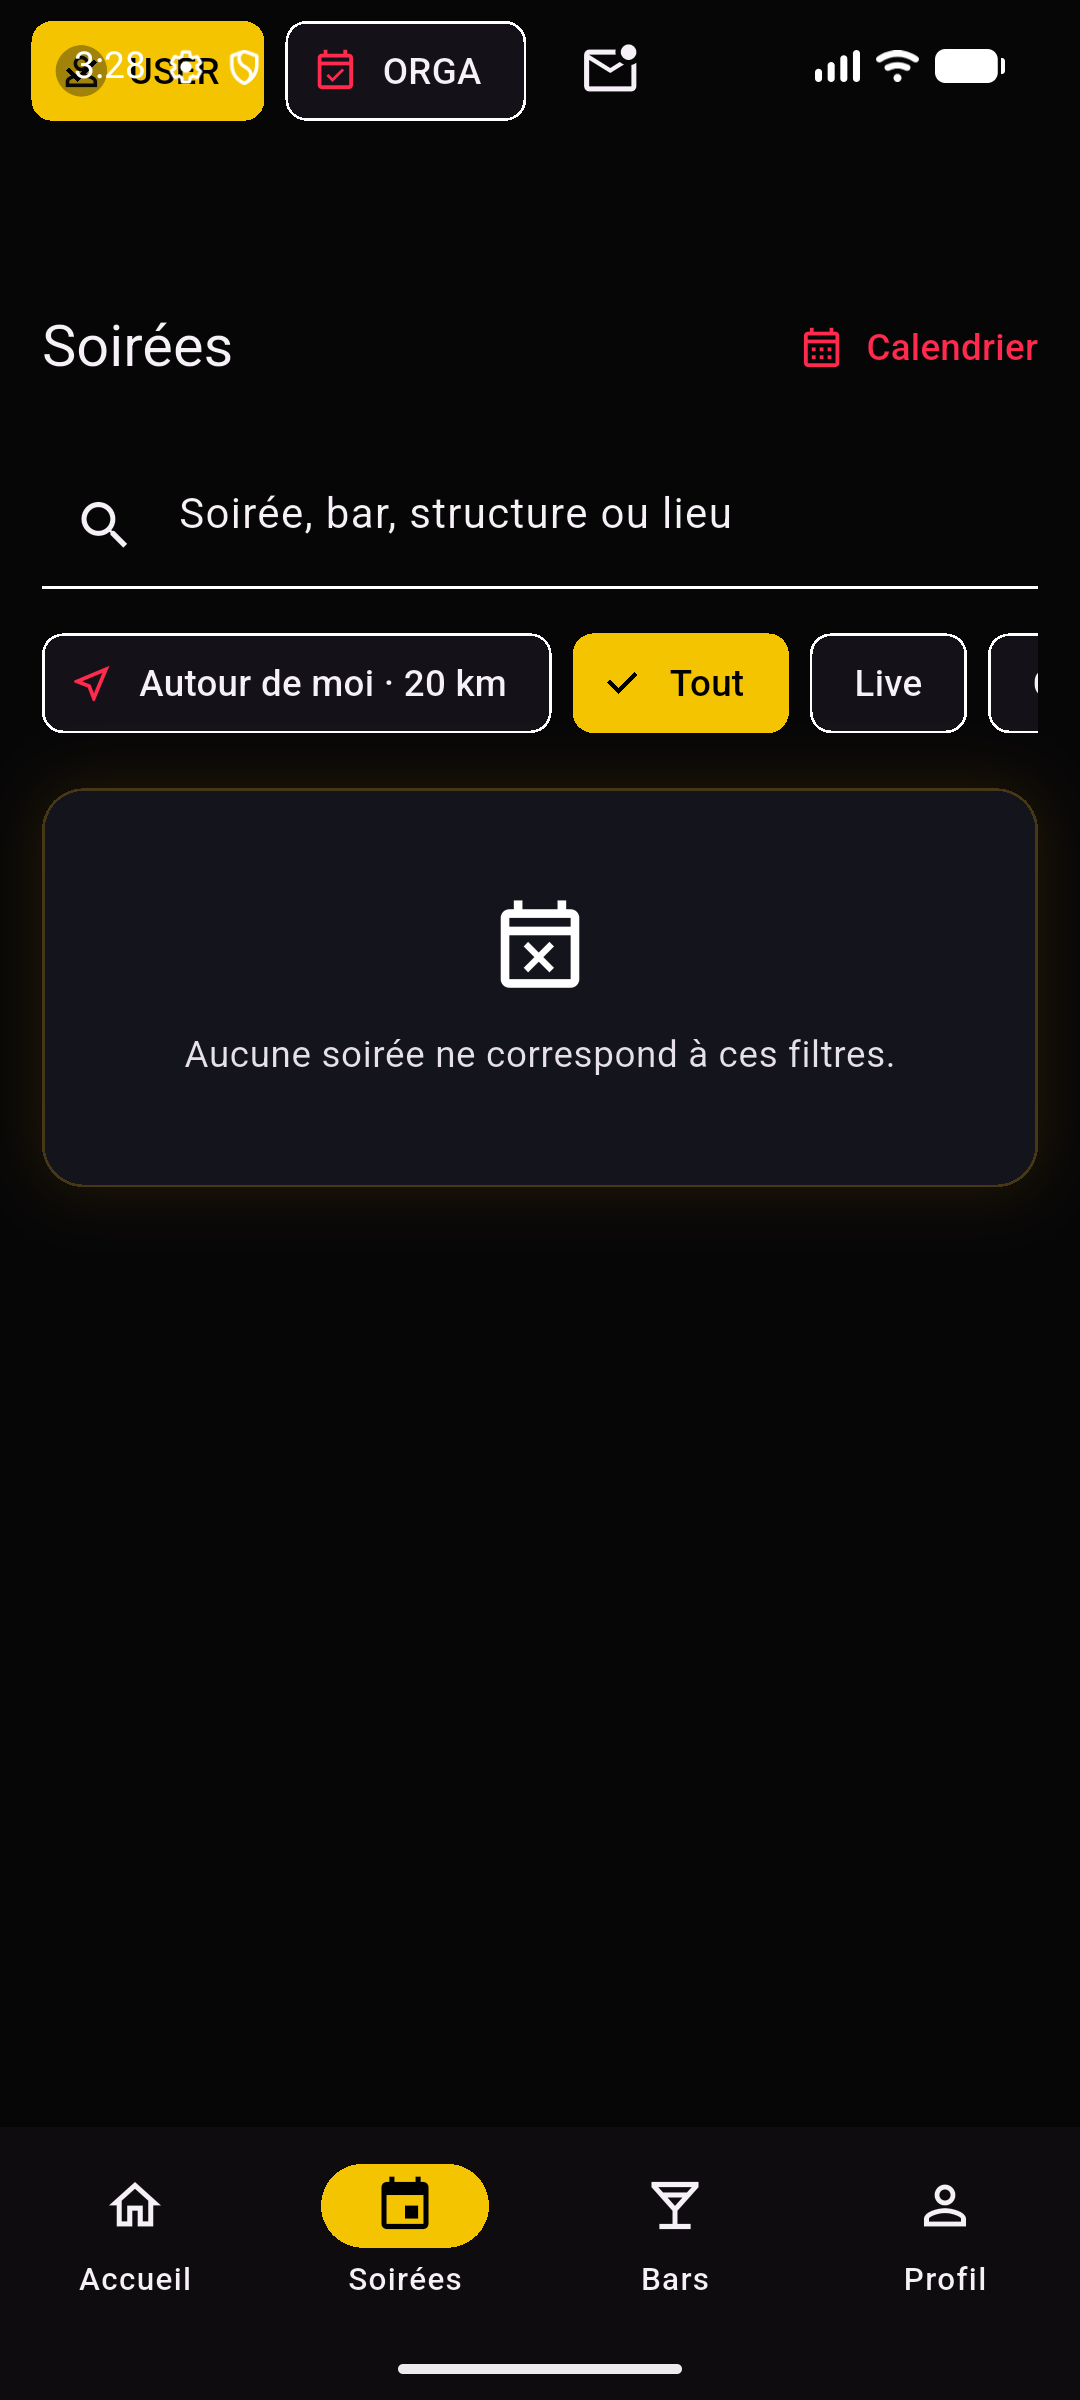 3:28 USER ORGA
Soirées Calendrier
Soirée, bar, structure ou lieu
Autour de moi · 20 km Tout Live
Aucune soirée ne correspond à ces filtres.
Accueil Soirées Bars Profil